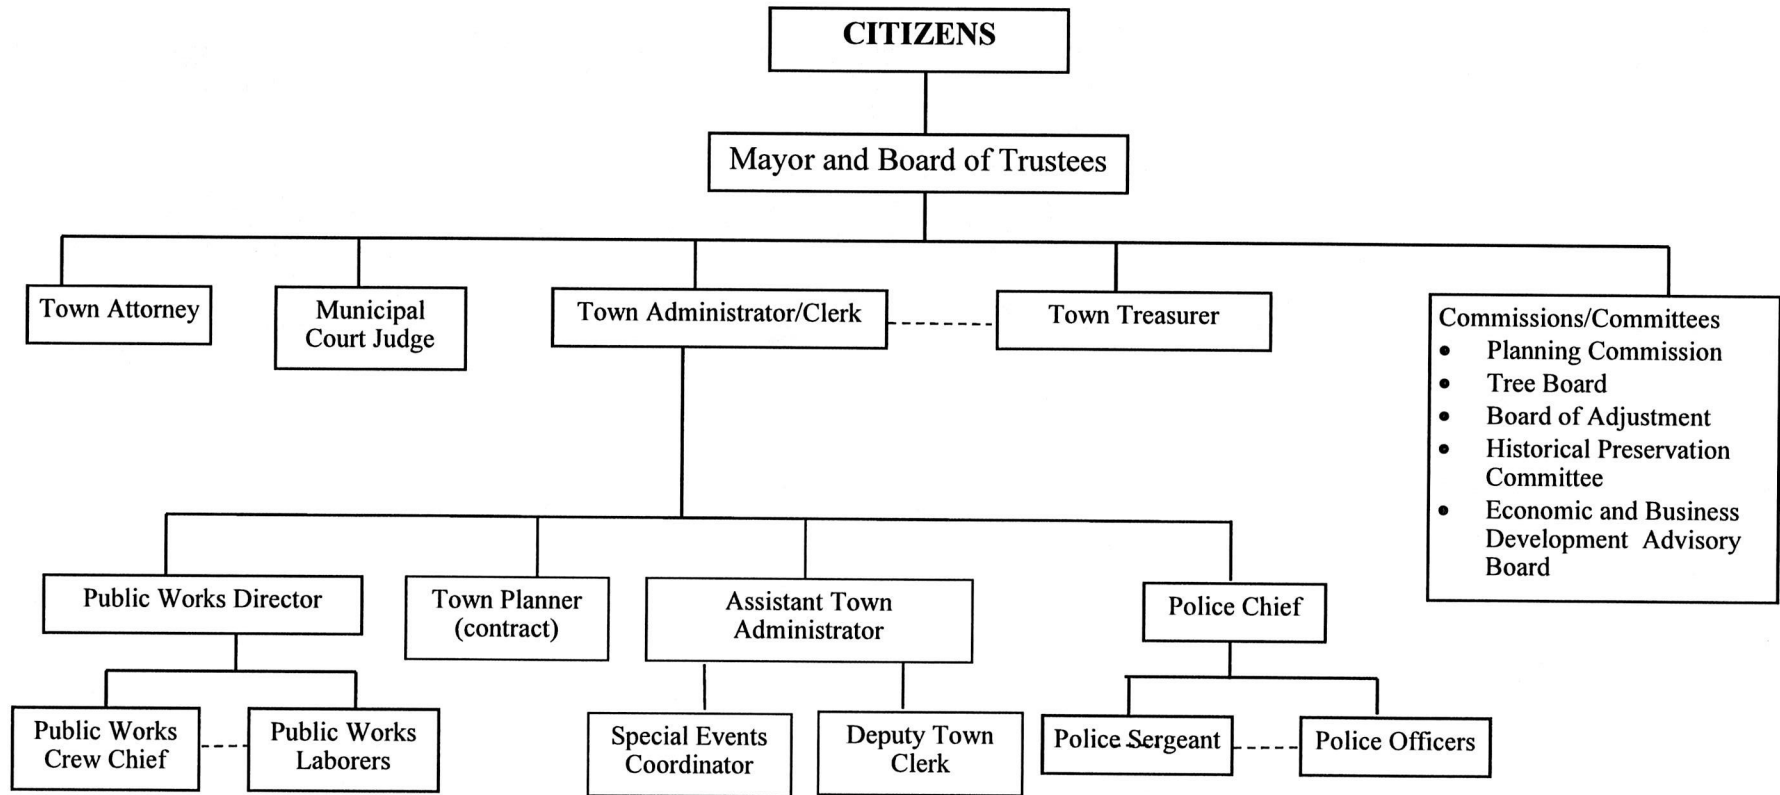 CITIZENS
Mayor and Board of Trustees
Town Attorney
Municipal
Court Judge
Town Administrator/Clerk
Town Treasurer
Commissions/Committees
• Planning Commission
• Tree Board
• Board of Adjustment
• Historical Preservation
Committee
• Economic and Business
Development Advisory
Board
Public Works Director
Town Planner
(contract)
Assistant Town
Administrator
Police Chief
Public Works
Crew Chief
Public Works
Laborers
Special Events
Coordinator
Deputy Town
Clerk
Police Sergeant
Police Officers